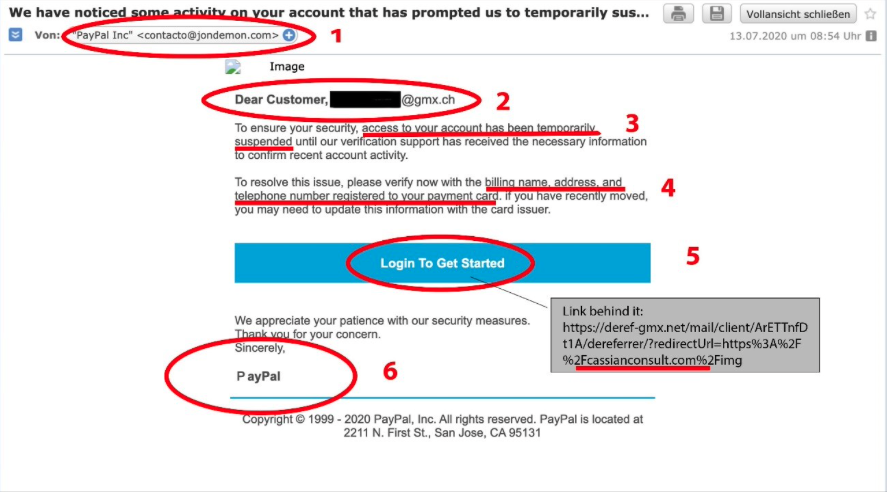 We have noticed some activity on your account that has prompted us to temporarily sus...
Vollansicht schließen
Von: "PayPal Inc" <contacto@jondemon.com>
1
13.07.2020 um 08:54 Uhr
Image
Dear Customer, @gmx.ch
2
To ensure your security, access to your account has been temporarily
3
suspended until our verification support has received the necessary information
to confirm recent account activity.
To resolve this issue, please verify now with the billing name, address, and
4
telephone number registered to your payment card. If you have recently moved,
you may need to update this information with the card issuer.
Login To Get Started
5
Link behind it:
https://deref-gmx.net/mail/client/ArETTnfD
t1A/dereferrer/?redirectUrl=https%3A%2F
%2Fcassianconsult.com%2Fimg
We appreciate your patience with our security measures.
Thank you for your concern.
Sincerely,
PayPal
6
Copyright © 1999 - 2020 PayPal, Inc. All rights reserved. PayPal is located at
2211 N. First St., San Jose, CA 95131